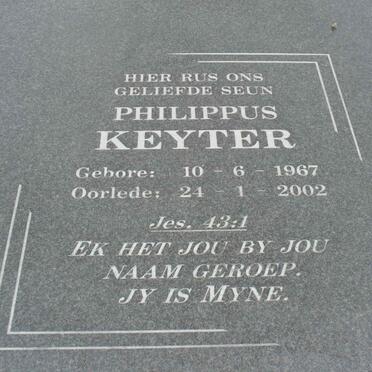 HIER RUS ONS
GELIEFDE SEUN
PHILIPPUS
KEYTER
Gebore: 10 - 6 - 1967
Oorlede: 24 - 1 - 2002
Jes. 43:1
EK HET JOU BY JOU
NAAM GEROEP.
JY IS MYNE.